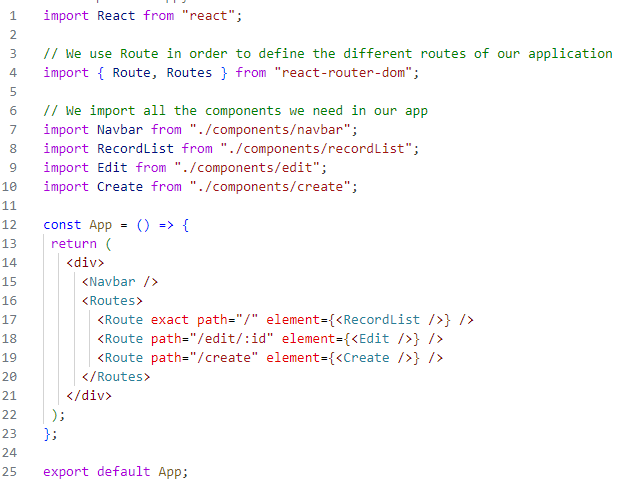 1 import React from "react";
2
3 // We use Route in order to define the different routes of our application
4 import { Route, Routes } from "react-router-dom";
5
6 // We import all the components we need in our app
7 import Navbar from "./components/navbar";
8 import RecordList from "./components/recordList";
9 import Edit from "./components/edit";
10 import Create from "./components/create";
11
12 const App = () => {
13  return (
14    <div>
15      <Navbar />
16      <Routes>
17        <Route exact path="/" element={<RecordList />} />
18        <Route path="/edit/:id" element={<Edit />} />
19        <Route path="/create" element={<Create />} />
20      </Routes>
21    </div>
22  );
23 };
24
25 export default App;